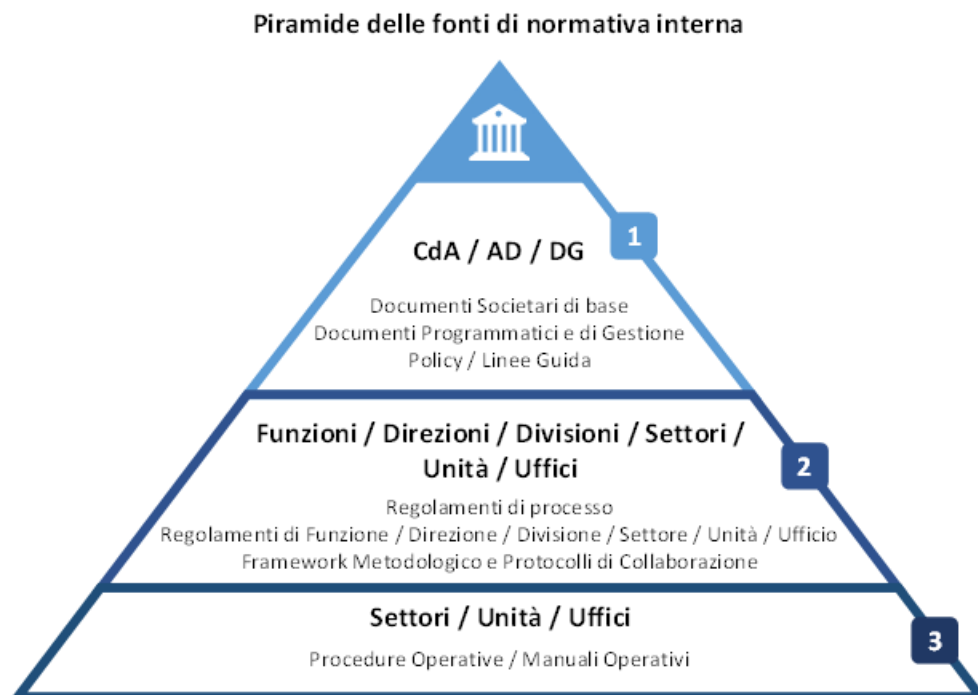 Piramide delle fonti di normativa interna
1
CdA / AD / DG
Documenti Societari di base
Documenti Programmatici e di Gestione
Policy / Linee Guida
Funzioni / Direzioni / Divisioni / Settori /
Unità / Uffici
2
Regolamenti di processo
Regolamenti di Funzione / Direzione / Divisione / Settore / Unità / Ufficio
Framework Metodologico e Protocolli di Collaborazione
Settori / Unità / Uffici
3
Procedure Operative / Manuali Operativi